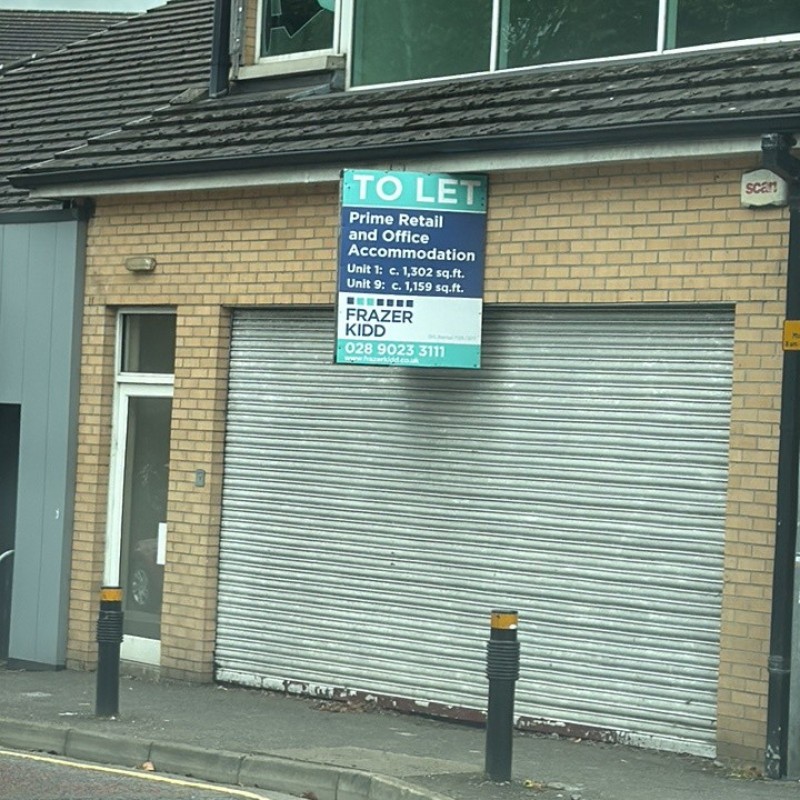 TO LET
Prime Retail
and Office
Accommodation
Unit 1: c. 1,302 sq.ft.
Unit 9: c. 1,159 sq.ft.
FRAZER
KIDD
028 9023 3111
www.frazerkidd.co.uk
scan